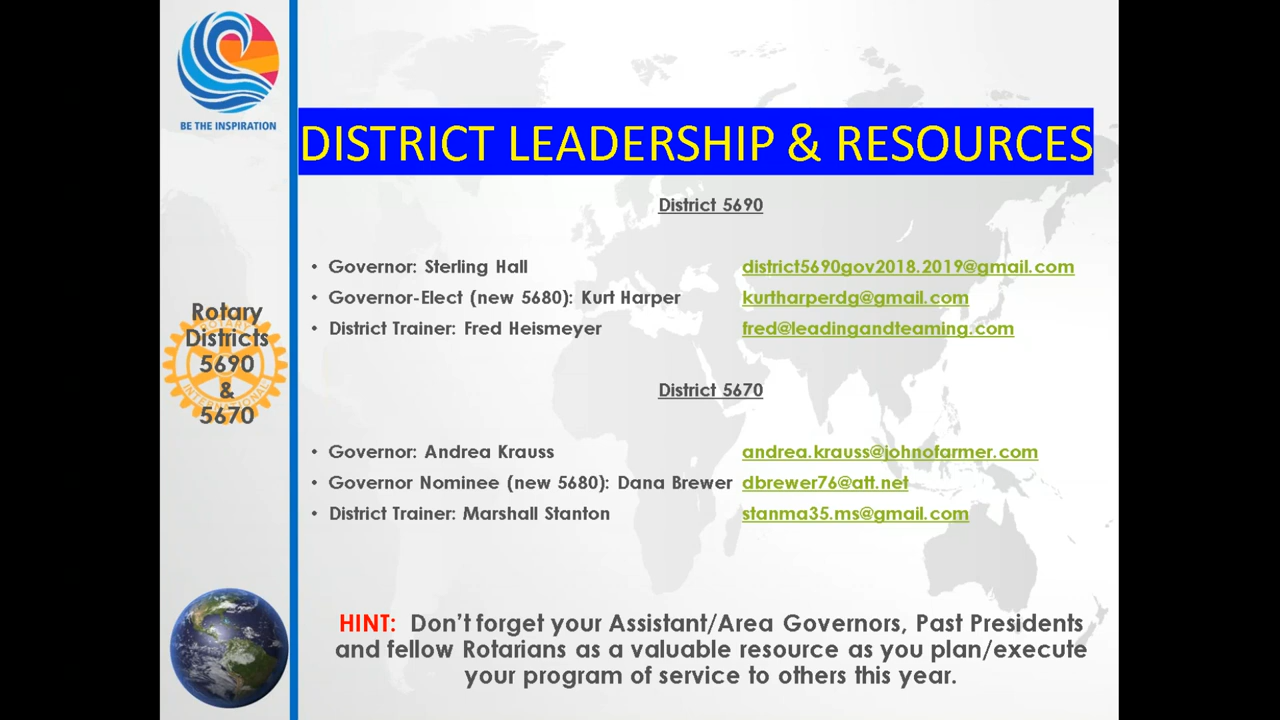 BE THE INSPIRATION
DISTRICT LEADERSHIP & RESOURCES
District 5690
• Governor: Sterling Hall district5690gov2018.2019@gmail.com
• Governor-Elect (new 5680): Kurt Harper kurtharperdg@gmail.com
• District Trainer: Fred Heismeyer fred@leadingandteaming.com
Rotary
Districts
5690
&
5670
ROTARY
INTERNATIONAL
District 5670
• Governor: Andrea Krauss andrea.krauss@johnofarmer.com
• Governor Nominee (new 5680): Dana Brewer dbrewer76@att.net
• District Trainer: Marshall Stanton stanma35.ms@gmail.com
HINT: Don't forget your Assistant/Area Governors, Past Presidents
and fellow Rotarians as a valuable resource as you plan/execute
your program of service to others this year.